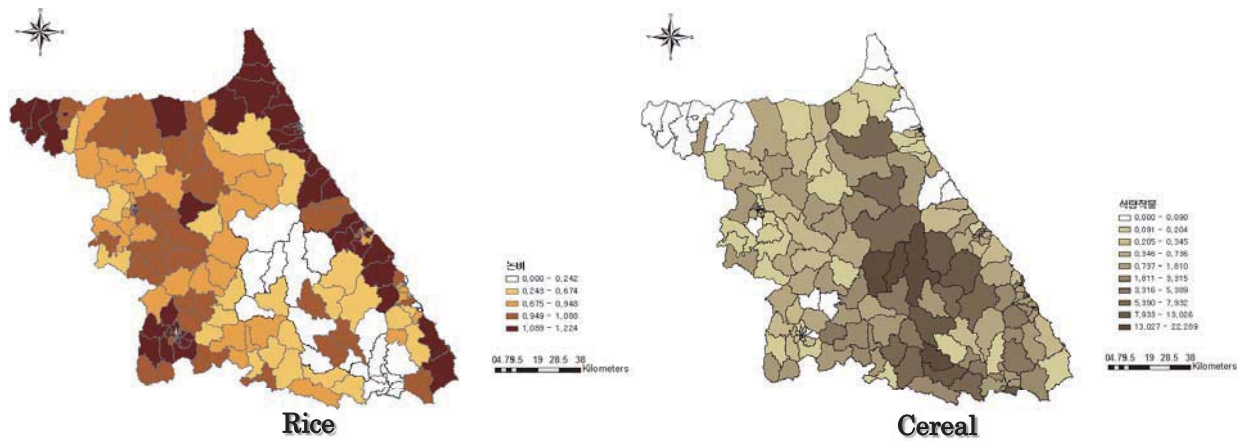 논벼
0,000 - 0,242
0,243 - 0,674
0,675 - 0,948
0,949 - 1,088
1,089 - 1,224
04.79.5 19 28.5 38
Kilometers
Rice
식량작물
0,000 - 0,090
0,091 - 0,204
0,205 - 0,345
0,346 - 0,736
0,737 - 1,810
1,811 - 3,315
3,316 - 5,389
5,390 - 7,932
7,933 - 13,026
13,027 - 22,289
04.79.5 19 28.5 38
Kilometers
Cereal